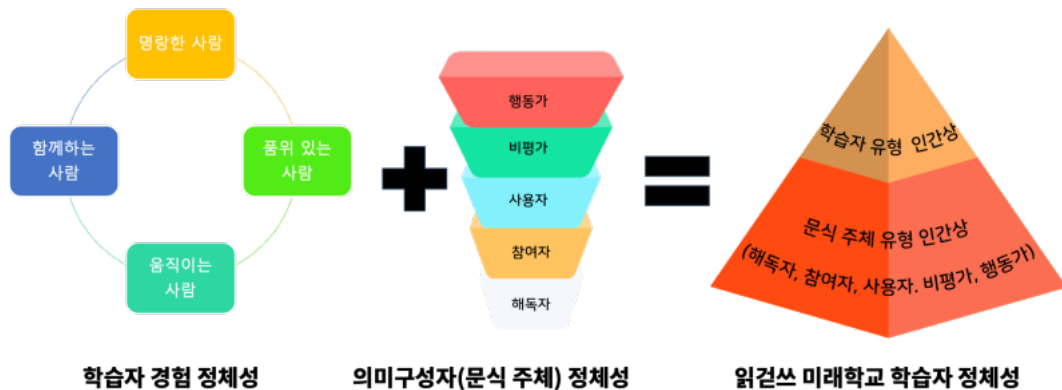 명랑한 사람
함께하는
사람
품위 있는
사람
움직이는
사람
행동가
비평가
사용자
참여자
해독자
학습자 유형 인간상
문식 주체 유형 인간상
(해독자, 참여자, 사용자. 비평가, 행동가)
학습자 경험 정체성
의미구성자(문식 주체) 정체성
읽걷쓰 미래학교 학습자 정체성